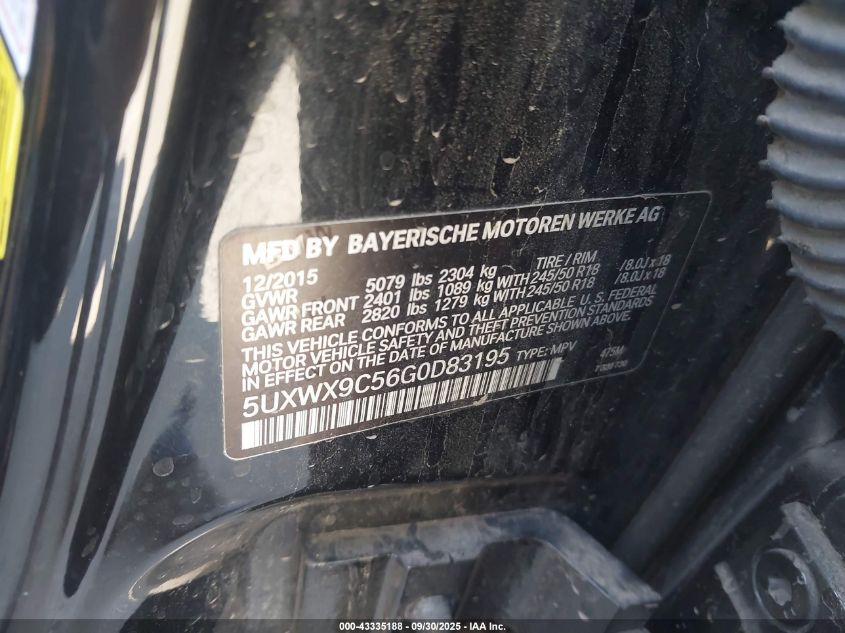 MFD BY BAYERISCHE MOTOREN WERKE AG
12/2015 TIRE / RIM
GVWR 5079 lbs 2304 kg
GAWR FRONT 2401 lbs 1089 kg WITH 245/50 R18 /8.0J x 18
GAWR REAR 2820 lbs 1279 kg WITH 245/50 R18 /8.0J x 18
THIS VEHICLE CONFORMS TO ALL APPLICABLE U. S. FEDERAL
MOTOR VEHICLE SAFETY AND THEFT PREVENTION STANDARDS
IN EFFECT ON THE DATE OF MANUFACTURE SHOWN ABOVE.
5UXWX9C56G0D83195 TYPE: MPV 475M
000-43335188 - 09/30/2025 - IAA Inc.